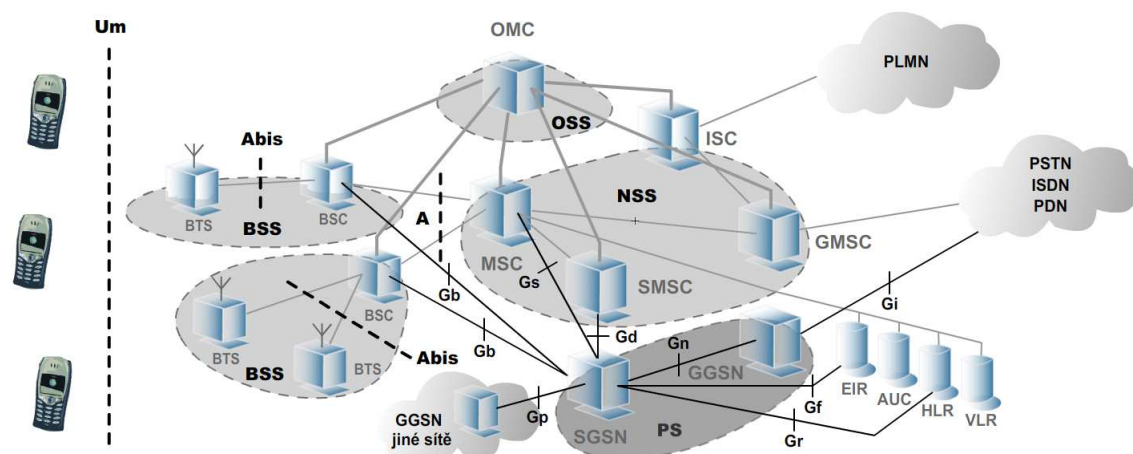 Um
OMC
PLMN
OSS
ISC
Abis
PSTN
ISDN
PDN
NSS
BTS
BSC
BSS
A
MSC
GMSC
Gb
Gs
SMSC
Gi
BSC
BTS
Gb
Gd
Gn
Abis
BSS
BTS
GGSN
EIR
AUC
HLR
VLR
GGSN
jiné sítě
Gp
SGSN
PS
Gf
Gr